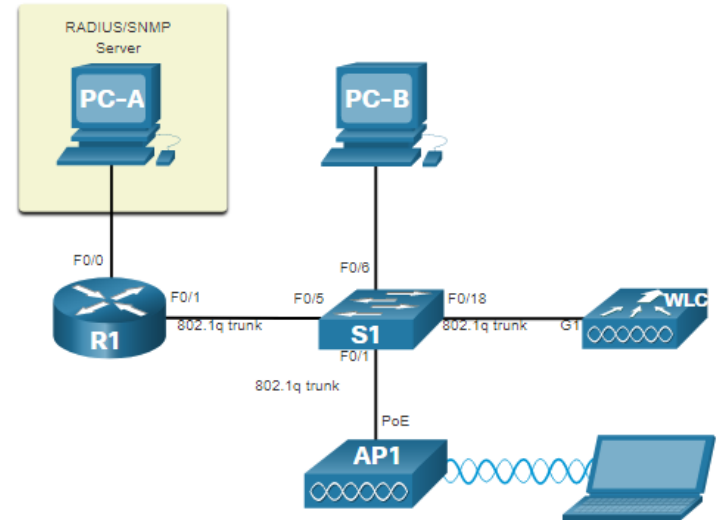 RADIUS/SNMP
Server
PC-A
PC-B
F0/0
F0/6
F0/1
F0/5
F0/18
WLC
802.1q trunk
802.1q trunk
G1
R1
S1
F0/1
802.1q trunk
PoE
AP1